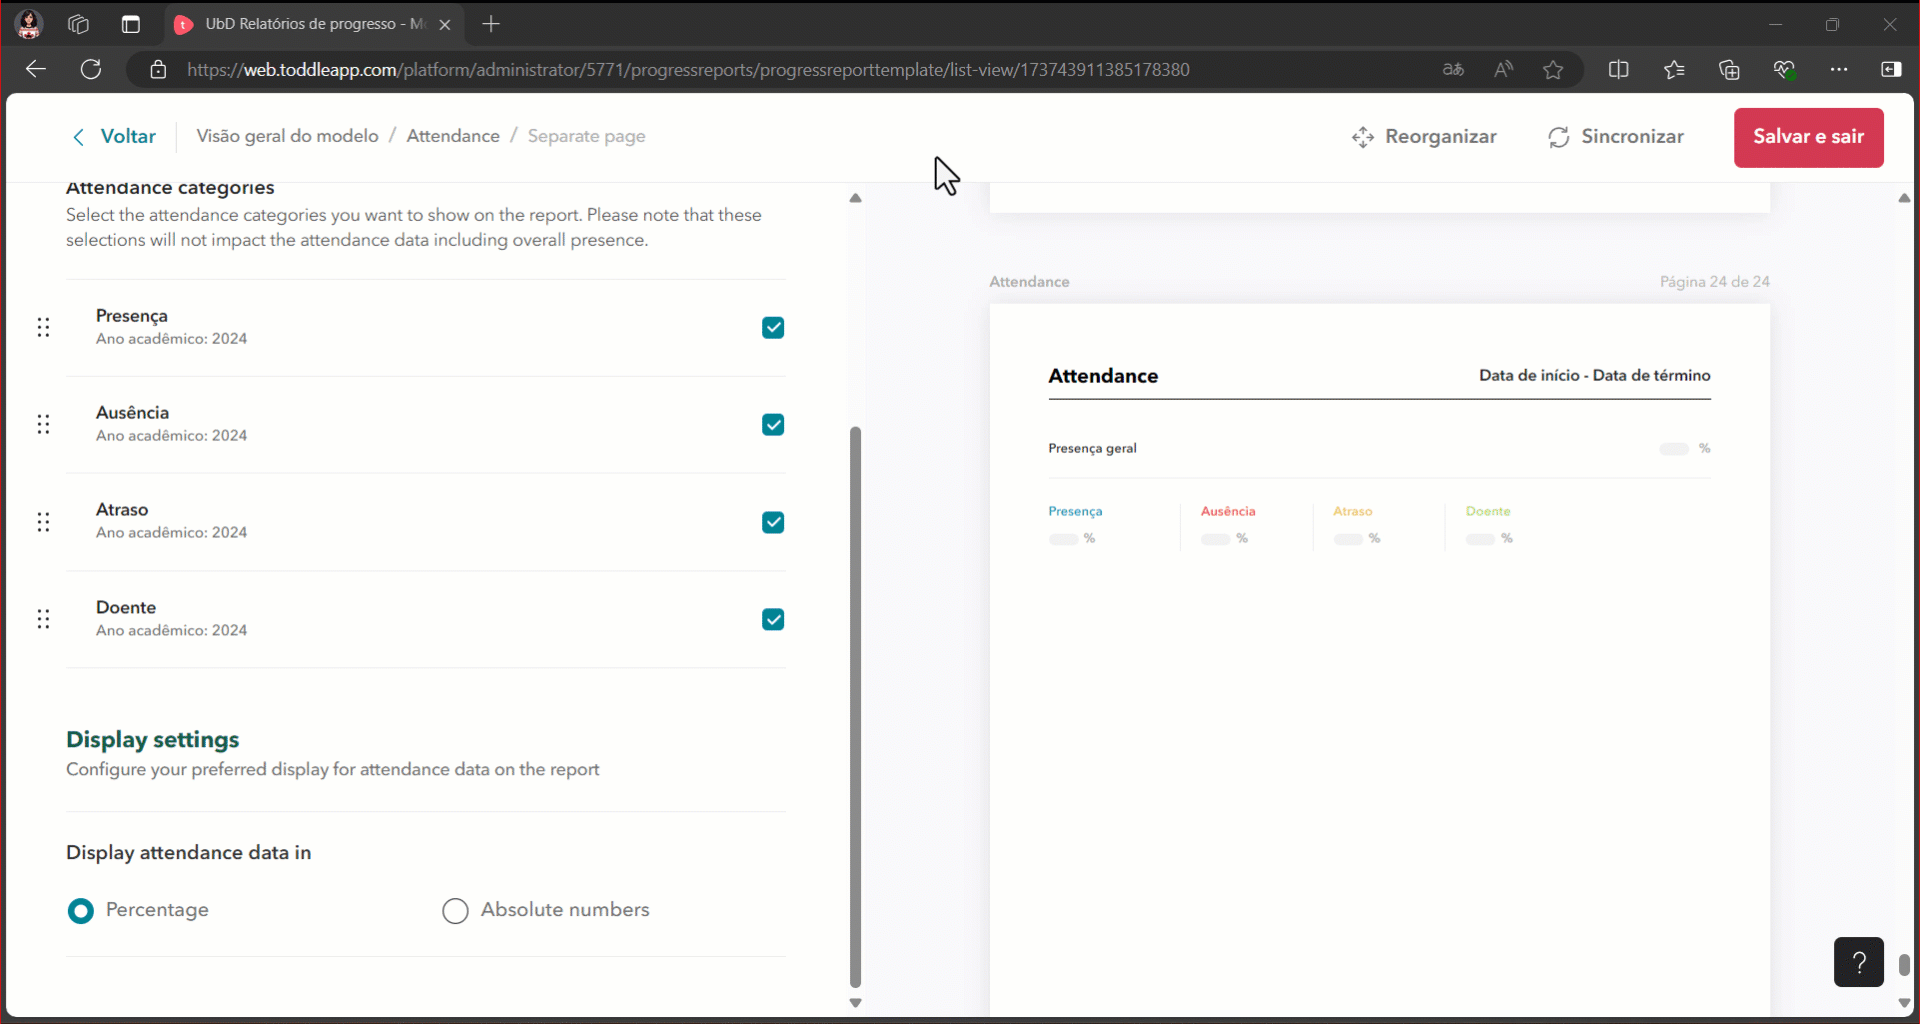 UbD Relatórios de progresso - M
https://web.toddleapp.com/platform/administrator/5771/progressreports/progressreporttemplate/list-view/173743911385178380
Voltar
Visão geral do modelo / Attendance / Separate page
Reorganizar
Sincronizar
Salvar e sair
Attendance categories
Select the attendance categories you want to show on the report. Please note that these
selections will not impact the attendance data including overall presence.
Presença
Ano acadêmico: 2024
Ausência
Ano acadêmico: 2024
Atraso
Ano acadêmico: 2024
Doente
Ano acadêmico: 2024
Display settings
Configure your preferred display for attendance data on the report
Display attendance data in
Percentage
Absolute numbers
Attendance
Página 24 de 24
Attendance
Data de início - Data de término
Presença geral
%
Presença
%
Ausência
%
Atraso
%
Doente
%
?